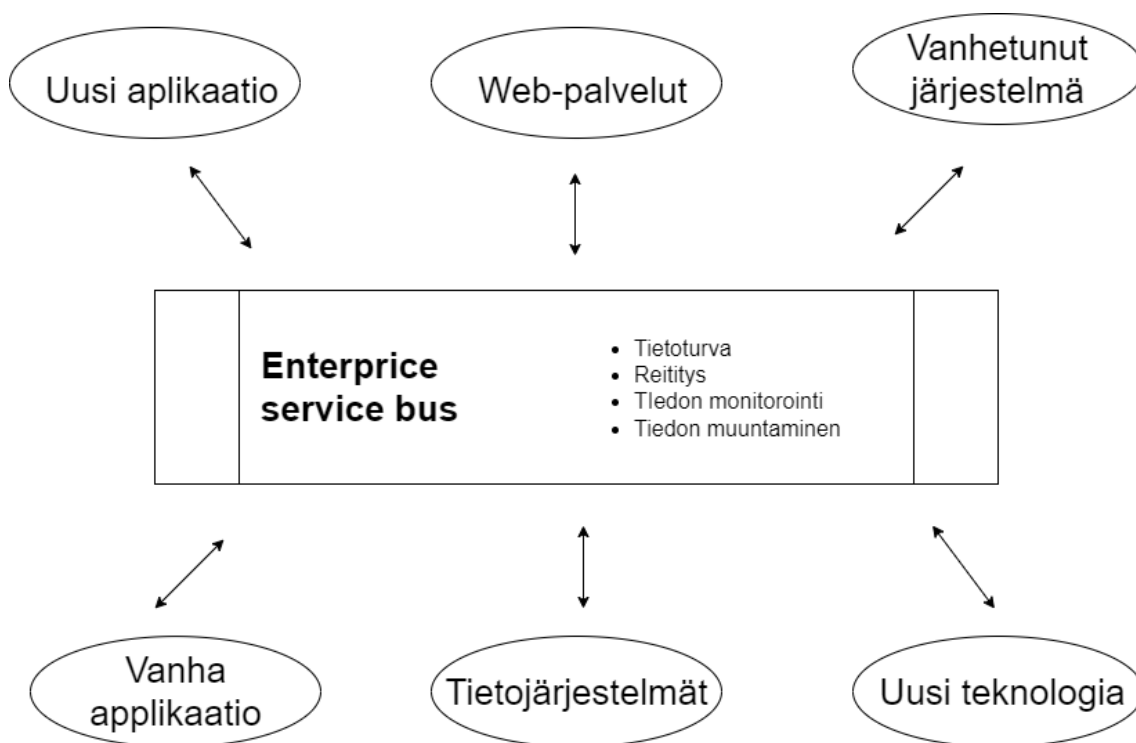 Uusi aplikaatio
Web-palvelut
Vanhetunut
järjestelmä
Enterprice
service bus
• Tietoturva
• Reititys
• TIedon monitorointi
• Tiedon muuntaminen
Vanha
applikaatio
Tietojärjestelmät
Uusi teknologia